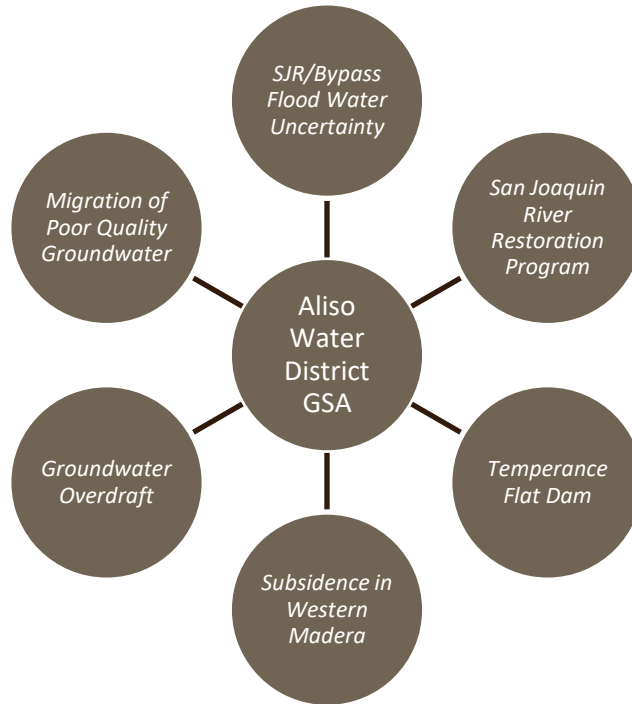 SJR/Bypass
Flood Water
Uncertainty
San Joaquin
River
Restoration
Program
Temperance
Flat Dam
Subsidence in
Western
Madera
Groundwater
Overdraft
Migration of
Poor Quality
Groundwater
Aliso
Water
District
GSA